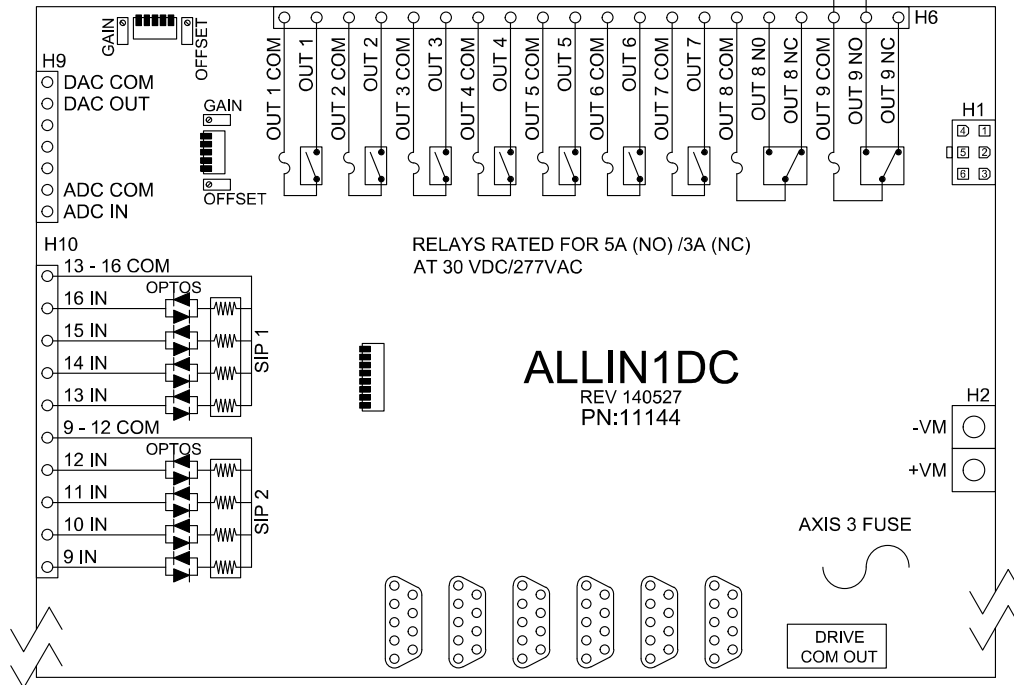 GAIN
OFFSET
H9
DAC COM
DAC OUT
ADC COM
ADC IN
GAIN
OFFSET
H6
OUT 1 COM
OUT 1
OUT 2 COM
OUT 2
OUT 3 COM
OUT 3
OUT 4 COM
OUT 4
OUT 5 COM
OUT 5
OUT 6 COM
OUT 6
OUT 7 COM
OUT 7
OUT 8 COM
OUT 8 N0
OUT 8 NC
OUT 9 COM
OUT 9 NO
OUT 9 NC
H1
4 1
5 2
6 3
RELAYS RATED FOR 5A (NO) /3A (NC)
AT 30 VDC/277VAC
H10
13 - 16 COM
OPTOS
16 IN
15 IN
14 IN
13 IN
SIP 1
9 - 12 COM
OPTOS
12 IN
11 IN
10 IN
9 IN
SIP 2
ALLIN1DC
REV 140527
PN:11144
H2
-VM
+VM
AXIS 3 FUSE
DRIVE
COM OUT